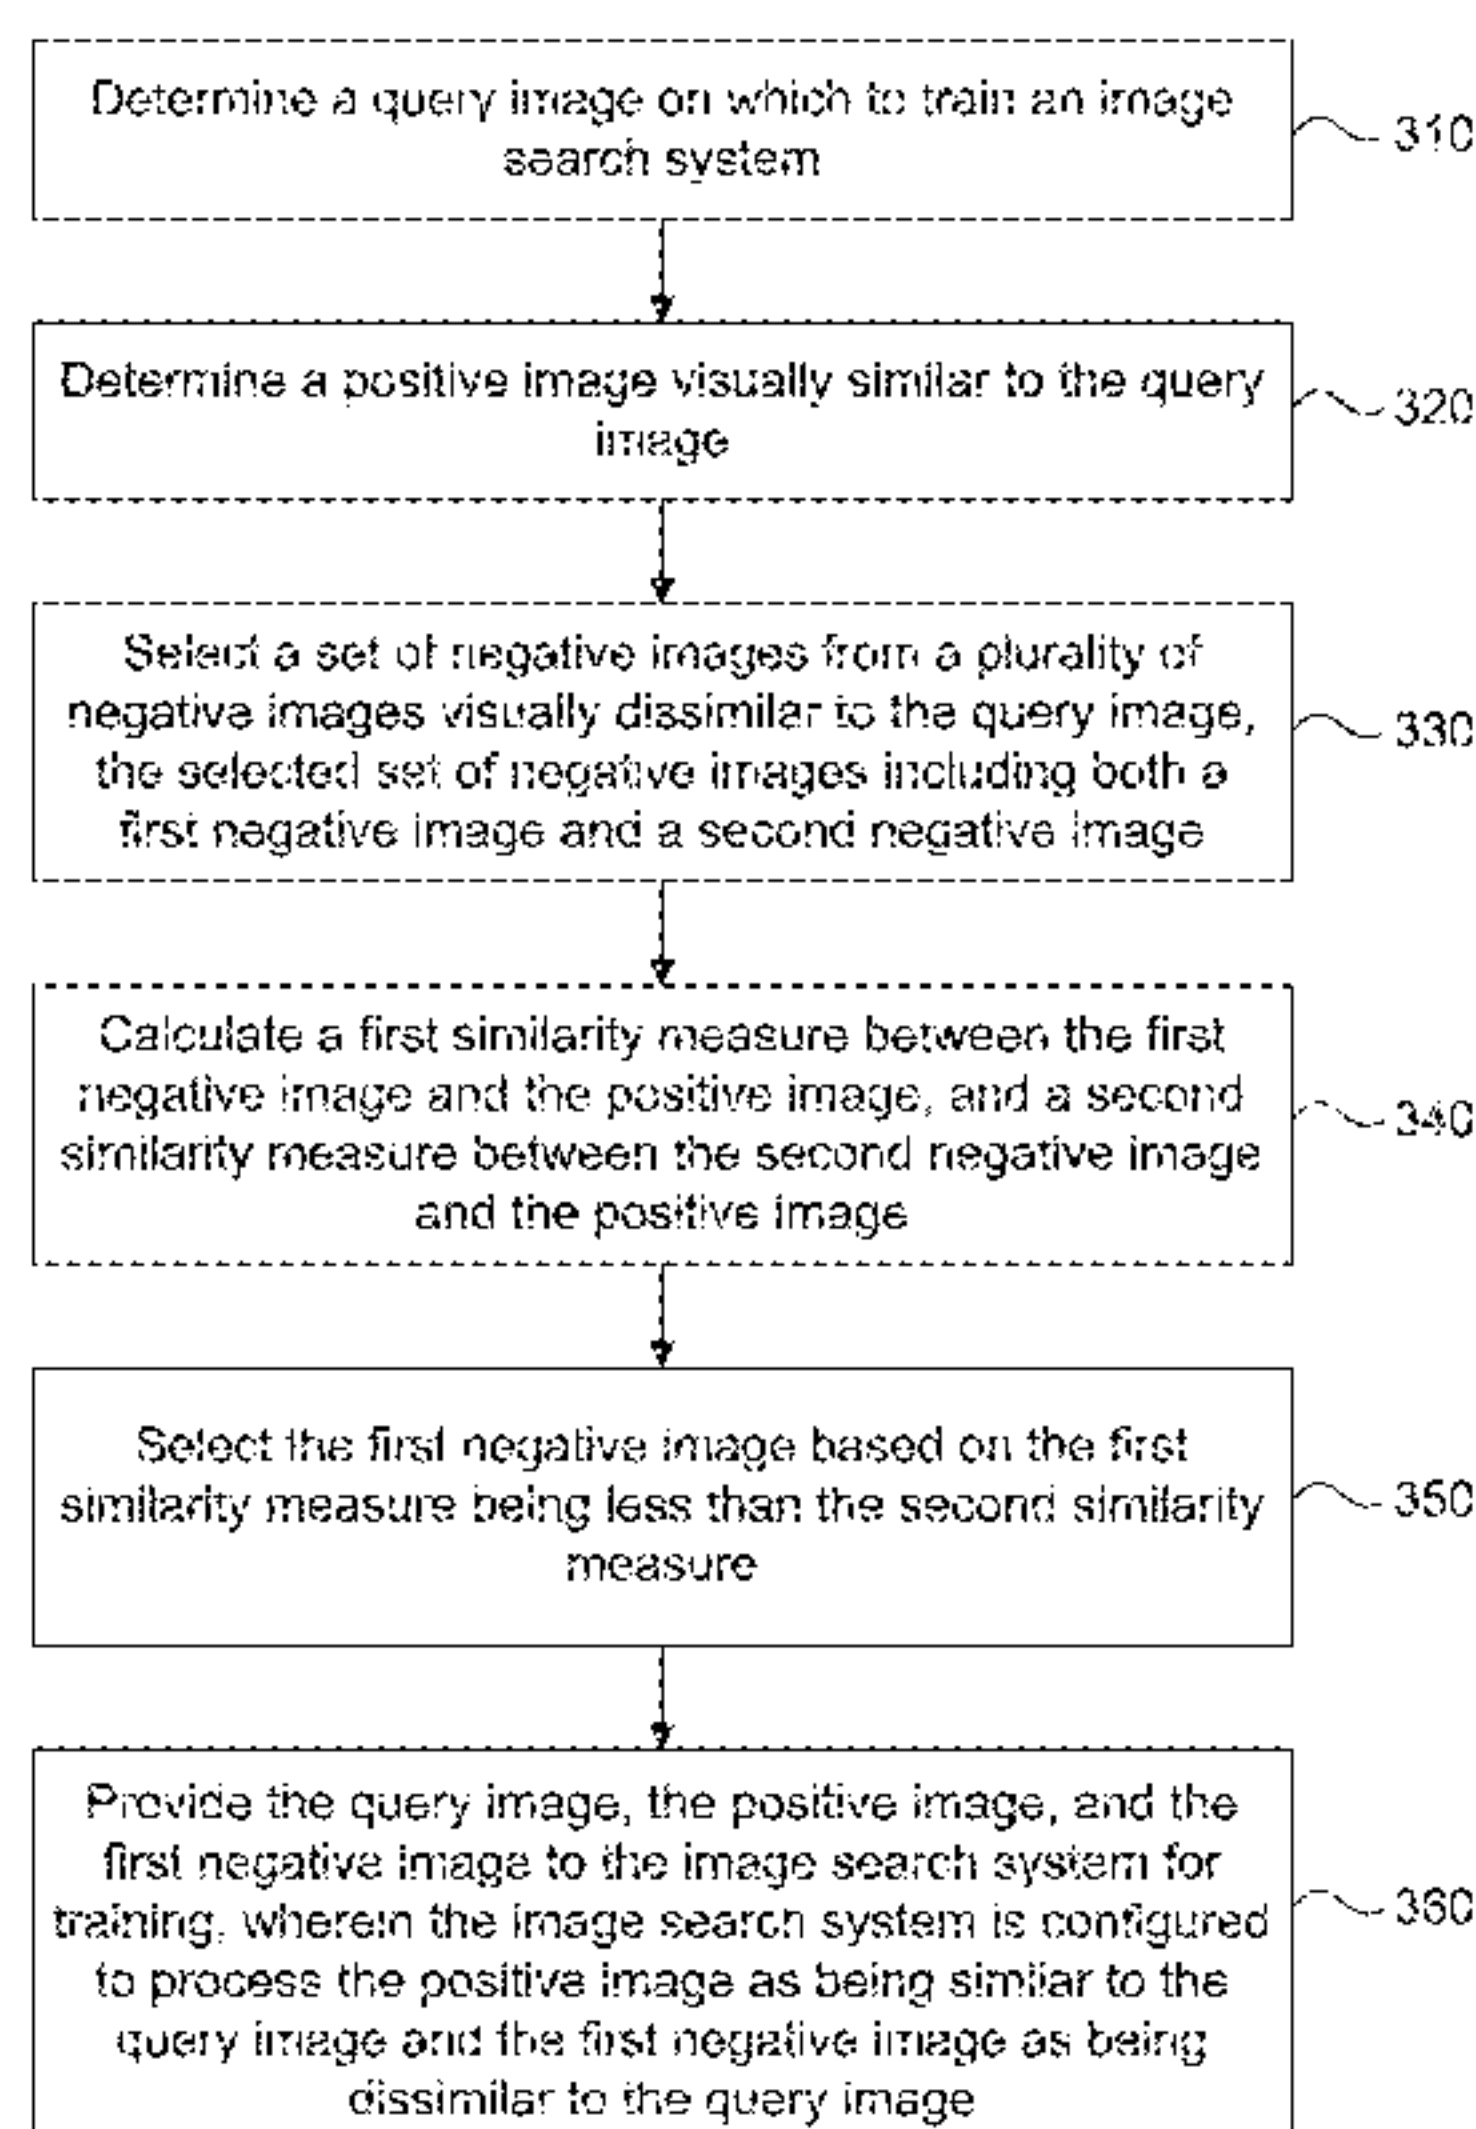 Determine a query image on which to train an image
search system
310
Determine a positive image visually similar to the query
image
320
Select a set of negative images from a plurality of
negative images visually dissimilar to the query image,
the selected set of negative images including both a
first negative image and a second negative image
330
Calculate a first similarity measure between the first
negative image and the positive image, and a second
similarity measure between the second negative image
and the positive image
340
Select the first negative image based on the first
similarity measure being less than the second similarity
measure
350
Provide the query image, the positive image, and the
first negative image to the image search system for
training, wherein the image search system is configured
to process the positive image as being similar to the
query image and the first negative image as being
dissimilar to the query image
360